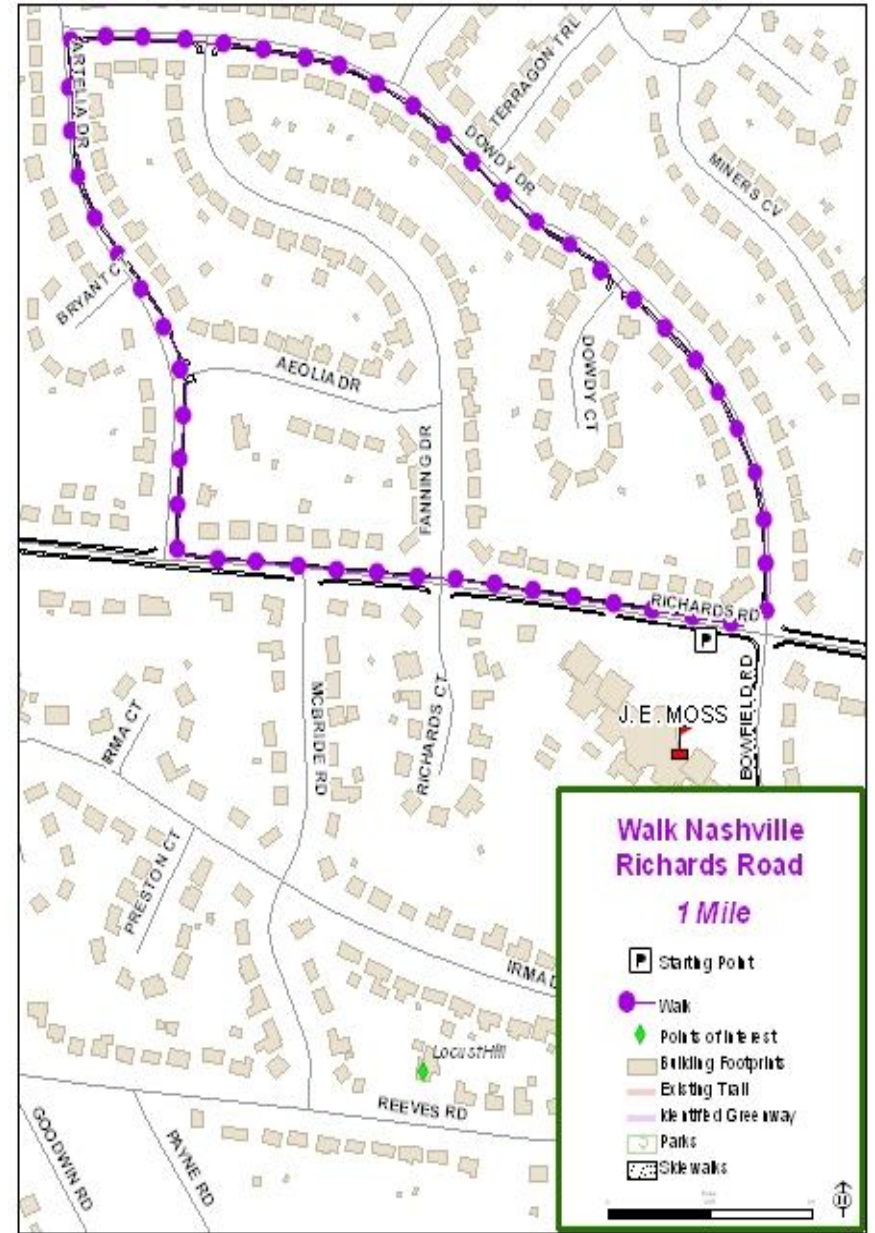 ARTELIA DR
TERRAGON TRL
DOWDY DR
MINERS CV
BRYANT C
AEOLIA DR
DOWDY CT
FANNING DR
RICHARDS RD
P
J. E. MOSS
BOWFIELD RD
MCBRIDE RD
RICHARDS CT
IRMA CT
PRESTON CT
IRMA D
Locust Hill
REEVES RD
GOODWIN RD
PAYNE RD
Walk Nashville
Richards Road
1 Mile
P Starting Point
Walk
Points of Interest
Building Footprints
Existing Trail
Identified Greenway
Parks
Sidewalks